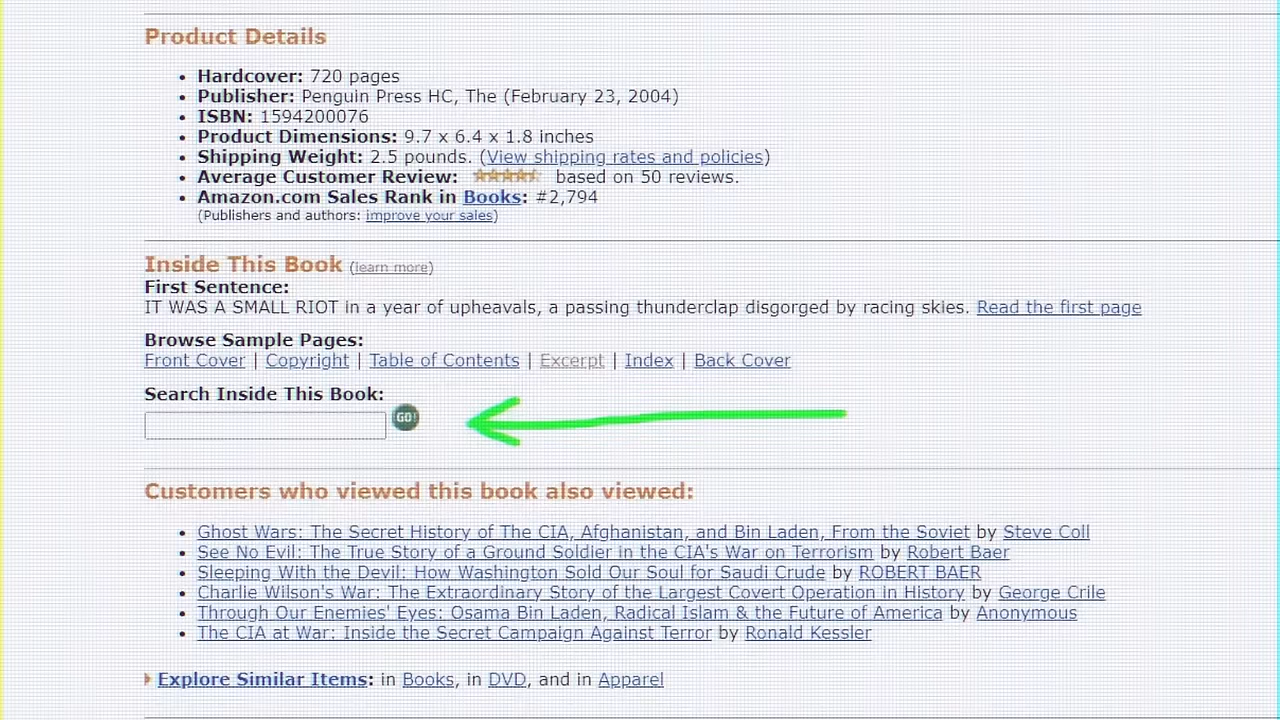 Product Details
Hardcover: 720 pages
Publisher: Penguin Press HC, The (February 23, 2004)
ISBN: 1594200076
Product Dimensions: 9.7 x 6.4 x 1.8 inches
Shipping Weight: 2.5 pounds. (View shipping rates and policies)
Average Customer Review: based on 50 reviews.
Amazon.com Sales Rank in Books: #2,794
(Publishers and authors: improve your sales)
Inside This Book (learn more)
First Sentence:
IT WAS A SMALL RIOT in a year of upheavals, a passing thunderclap disgorged by racing skies. Read the first page
Browse Sample Pages:
Front Cover | Copyright | Table of Contents | Excerpt | Index | Back Cover
Search Inside This Book:
GO!
Customers who viewed this book also viewed:
Ghost Wars: The Secret History of The CIA, Afghanistan, and Bin Laden, From the Soviet by Steve Coll
See No Evil: The True Story of a Ground Soldier in the CIA's War on Terrorism by Robert Baer
Sleeping With the Devil: How Washington Sold Our Soul for Saudi Crude by ROBERT BAER
Charlie Wilson's War: The Extraordinary Story of the Largest Covert Operation in History by George Crile
Through Our Enemies' Eyes: Osama Bin Laden, Radical Islam & the Future of America by Anonymous
The CIA at War: Inside the Secret Campaign Against Terror by Ronald Kessler
Explore Similar Items: in Books, in DVD, and in Apparel